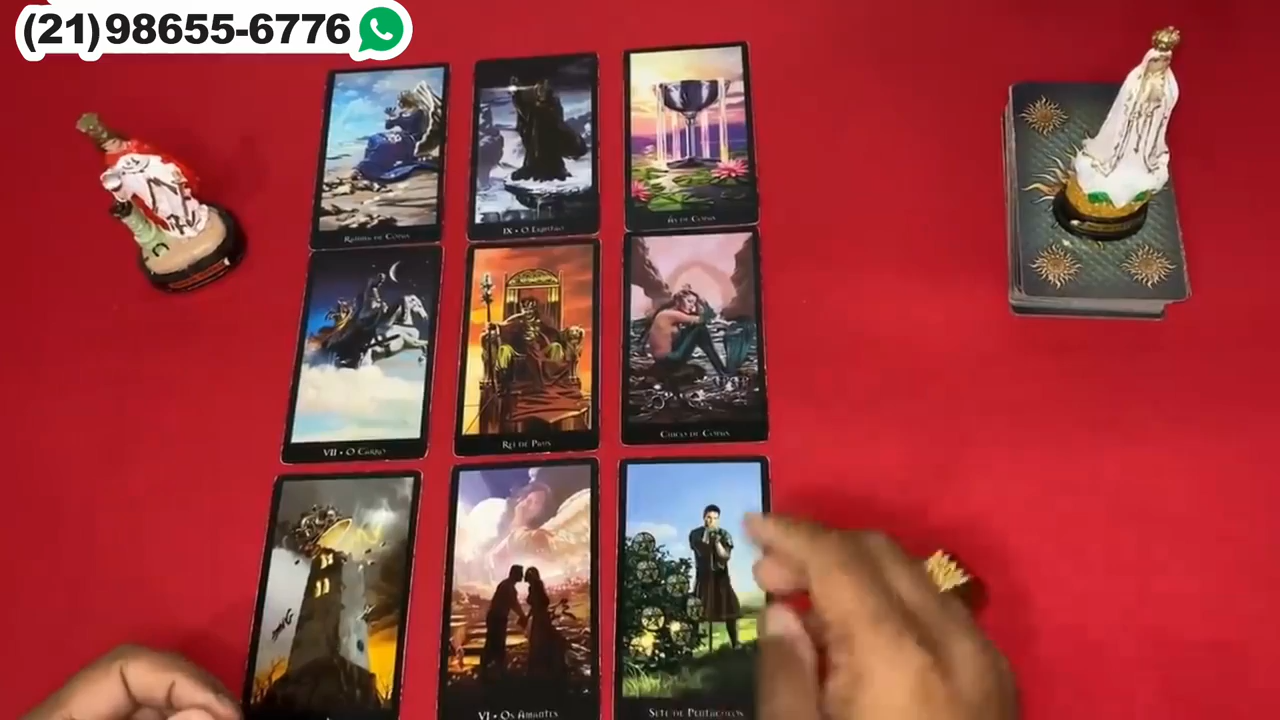 (21)98655-6776
Rainha de Copas
IX • O Eremitão
Ás de Copas
VII • O Carro
Rei de Paus
Cinco de Copas
VI • Os Amantes
Sete de Pentáculos